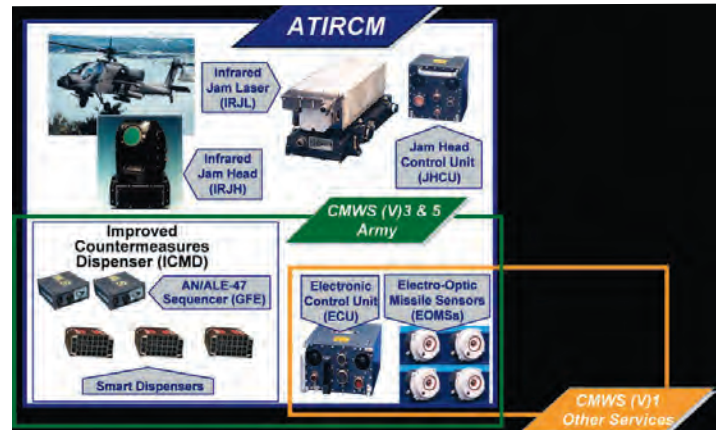 ATIRCM
Infrared
Jam Laser
(IRJL)
Infrared
Jam Head
(IRJH)
Jam Head
Control Unit
(JHCU)
CMWS (V)3 & 5
Army
Improved
Countermeasures
Dispenser (ICMD)
AN/ALE-47
Sequencer (GFE)
Smart Dispensers
Electronic
Control Unit
(ECU)
Electro-Optic
Missile Sensors
(EOMSs)
CMWS (V)1
Other Services